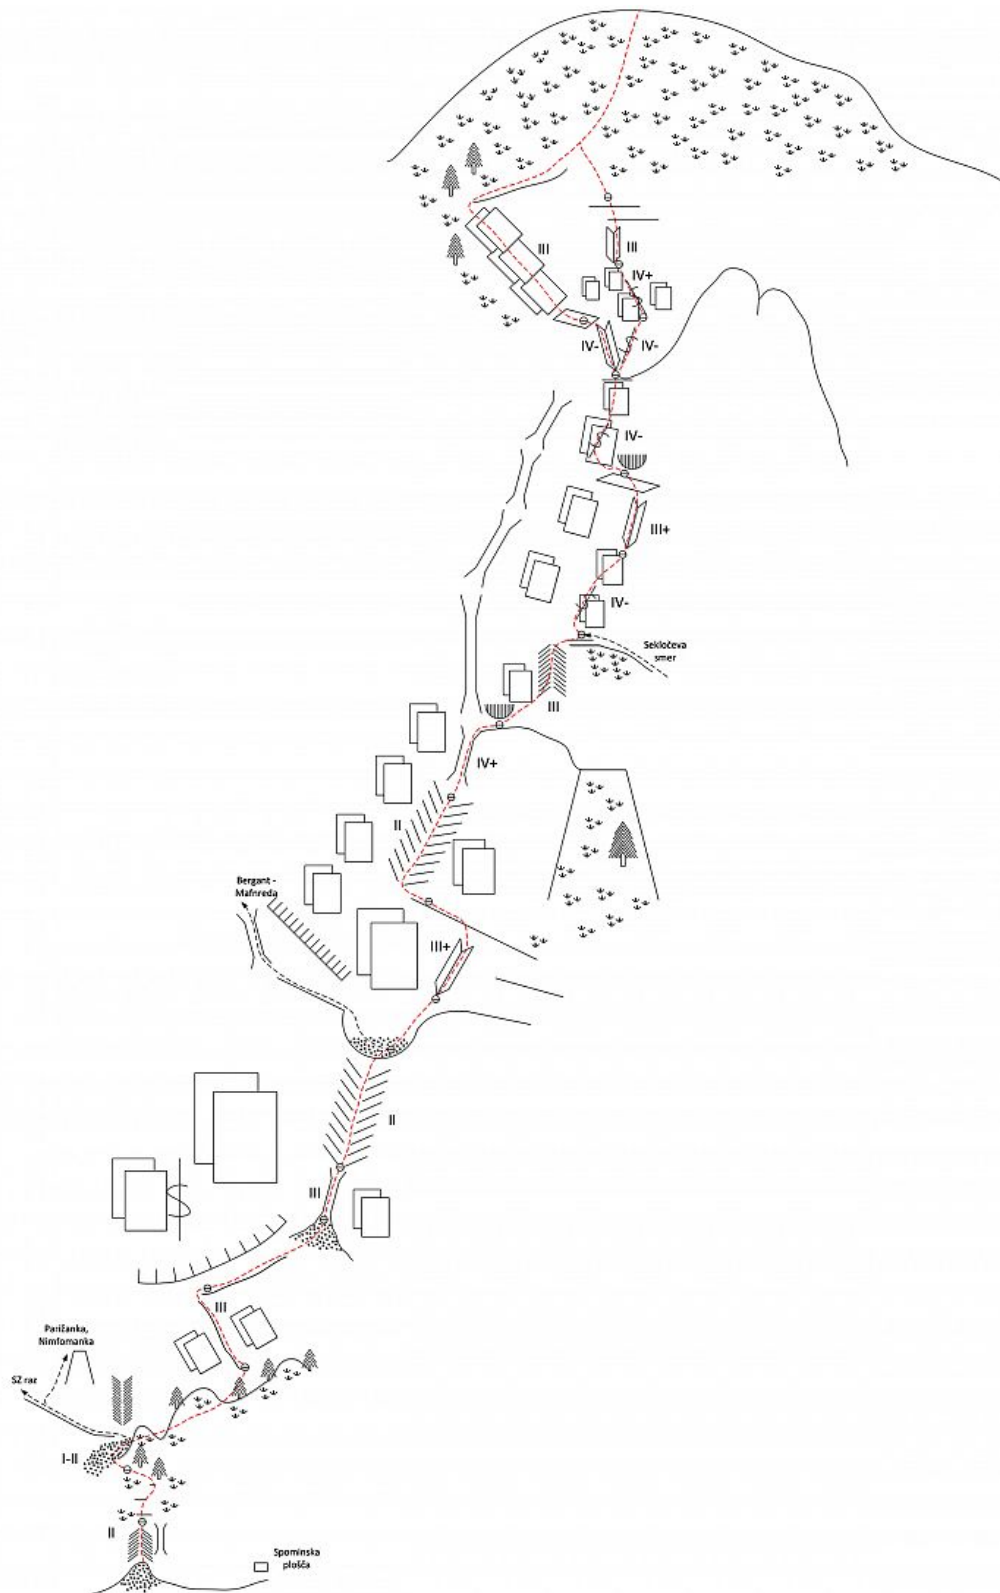 III
III
IV+
IV-
IV-
IV-
III+
IV-
Sekločeva
smer
III
IV+
II
Bergant -
Mafnreda
III+
II
III
III
Parižanka,
Nimfomanka
SZ raz
I-II
II
Spominska
plošča